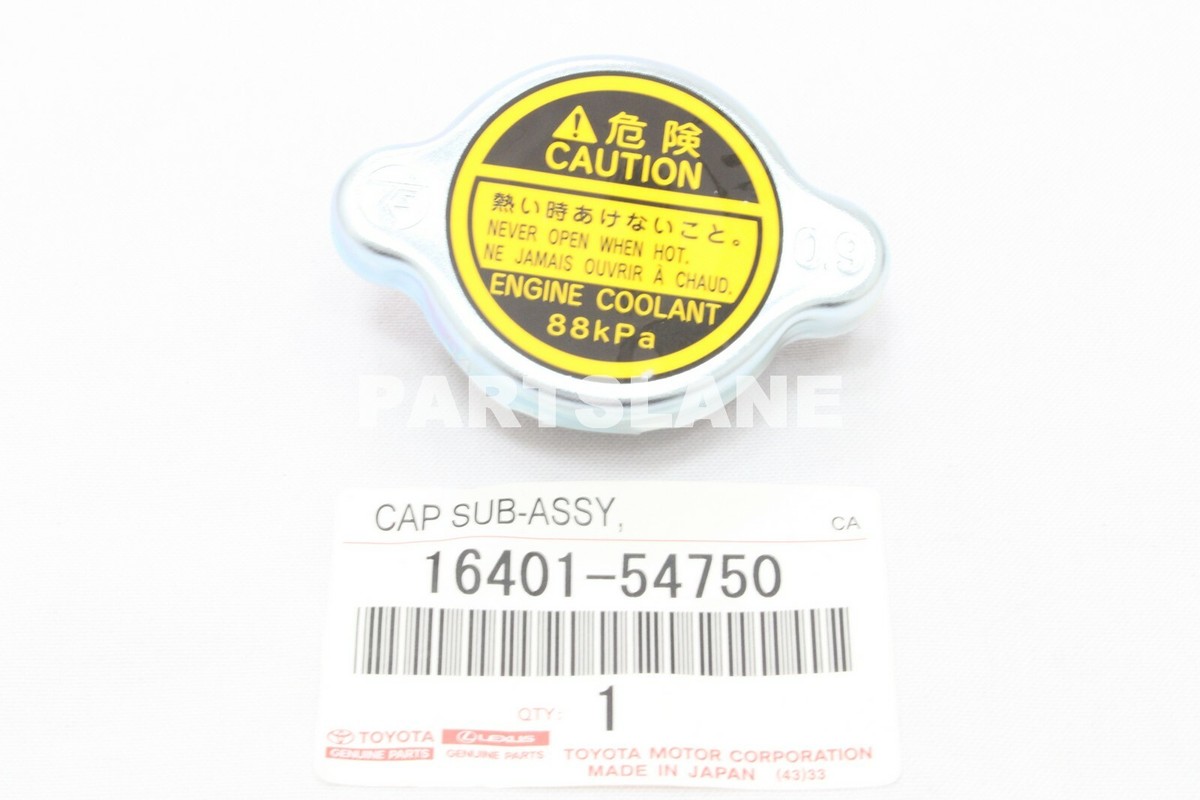 危険
CAUTION
熱い時あけないこと。
NEVER OPEN WHEN HOT.
NE JAMAIS OUVRIR À CHAUD.
ENGINE COOLANT
88kPa
0.9
PARTSLANE
CAP SUB-ASSY, CA
16401-54750
QTY: 1
TOYOTA
GENUINE PARTS
LEXUS
GENUINE PARTS
TOYOTA MOTOR CORPORATION
MADE IN JAPAN (43)33